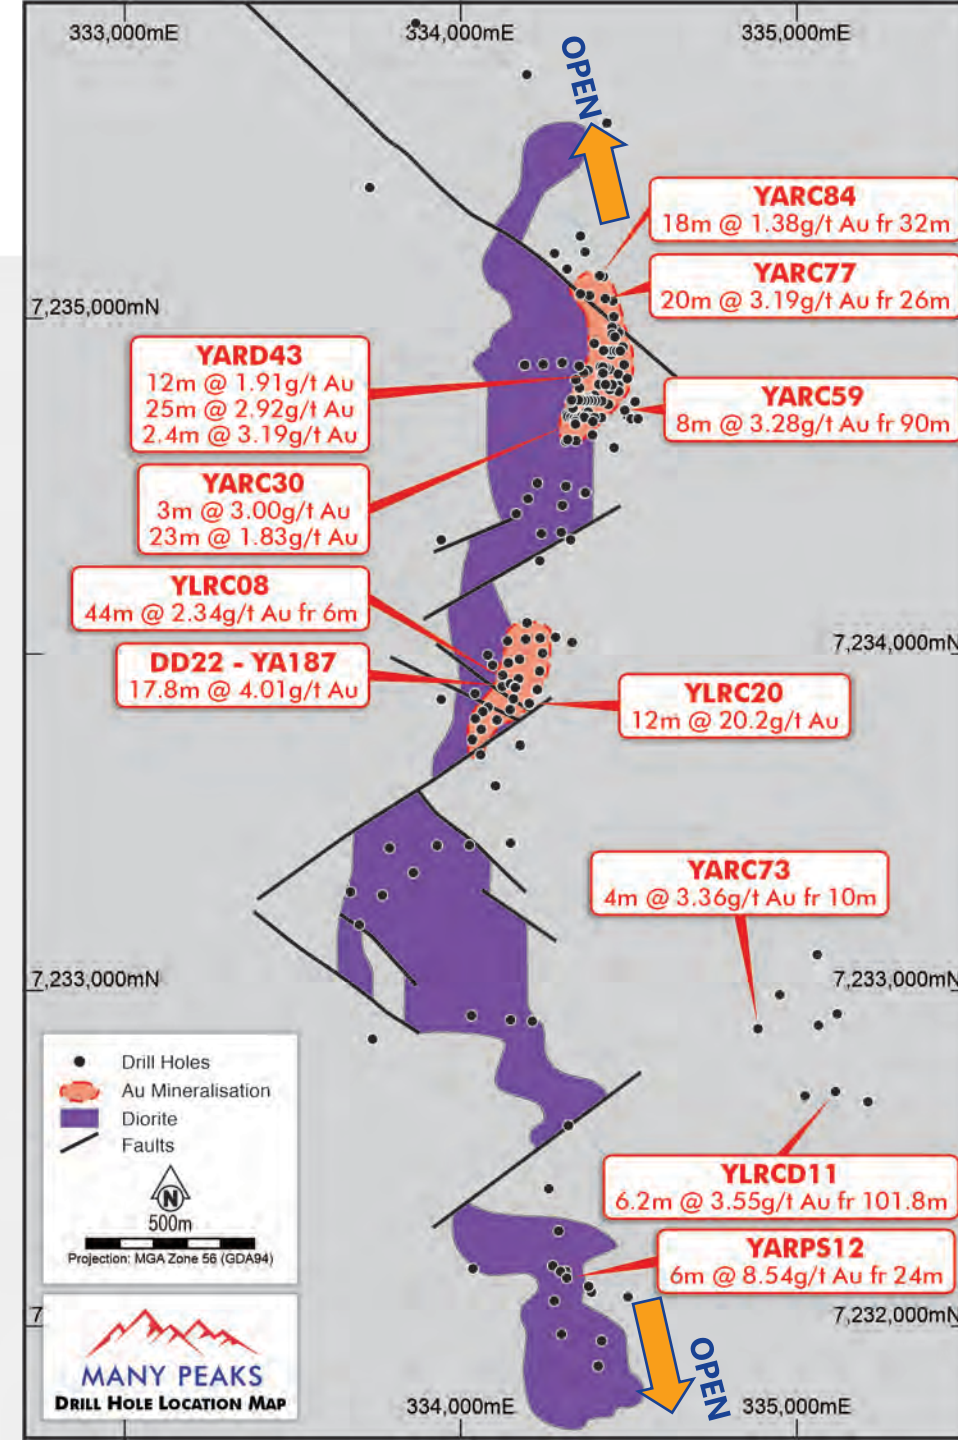 333,000mE
334,000mE
335,000mE
OPEN
YARC84
18m @ 1.38g/t Au fr 32m
YARC77
20m @ 3.19g/t Au fr 26m
7,235,000mN
YARD43
12m @ 1.91g/t Au
25m @ 2.92g/t Au
2.4m @ 3.19g/t Au
YARC59
8m @ 3.28g/t Au fr 90m
YARC30
3m @ 3.00g/t Au
23m @ 1.83g/t Au
YLRC08
44m @ 2.34g/t Au fr 6m
7,234,000mN
DD22 - YA187
17.8m @ 4.01g/t Au
YLRC20
12m @ 20.2g/t Au
YARC73
4m @ 3.36g/t Au fr 10m
7,233,000mN
7,233,000mN
Drill Holes
Au Mineralisation
Diorite
Faults
N
500m
Projection: MGA Zone 56 (GDA94)
YLRCD11
6.2m @ 3.55g/t Au fr 101.8m
YARPS12
6m @ 8.54g/t Au fr 24m
7
7,232,000mN
OPEN
MANY PEAKS
DRILL HOLE LOCATION MAP
334,000mE
335,000mE